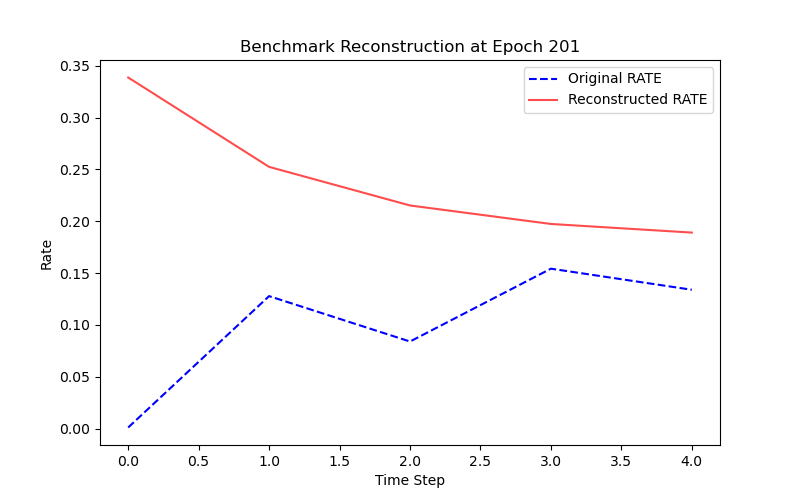 Benchmark Reconstruction at Epoch 201
Original RATE
Reconstructed RATE
Rate
0.35
0.30
0.25
0.20
0.15
0.10
0.05
0.00
0.0 0.5 1.0 1.5 2.0 2.5 3.0 3.5 4.0
Time Step